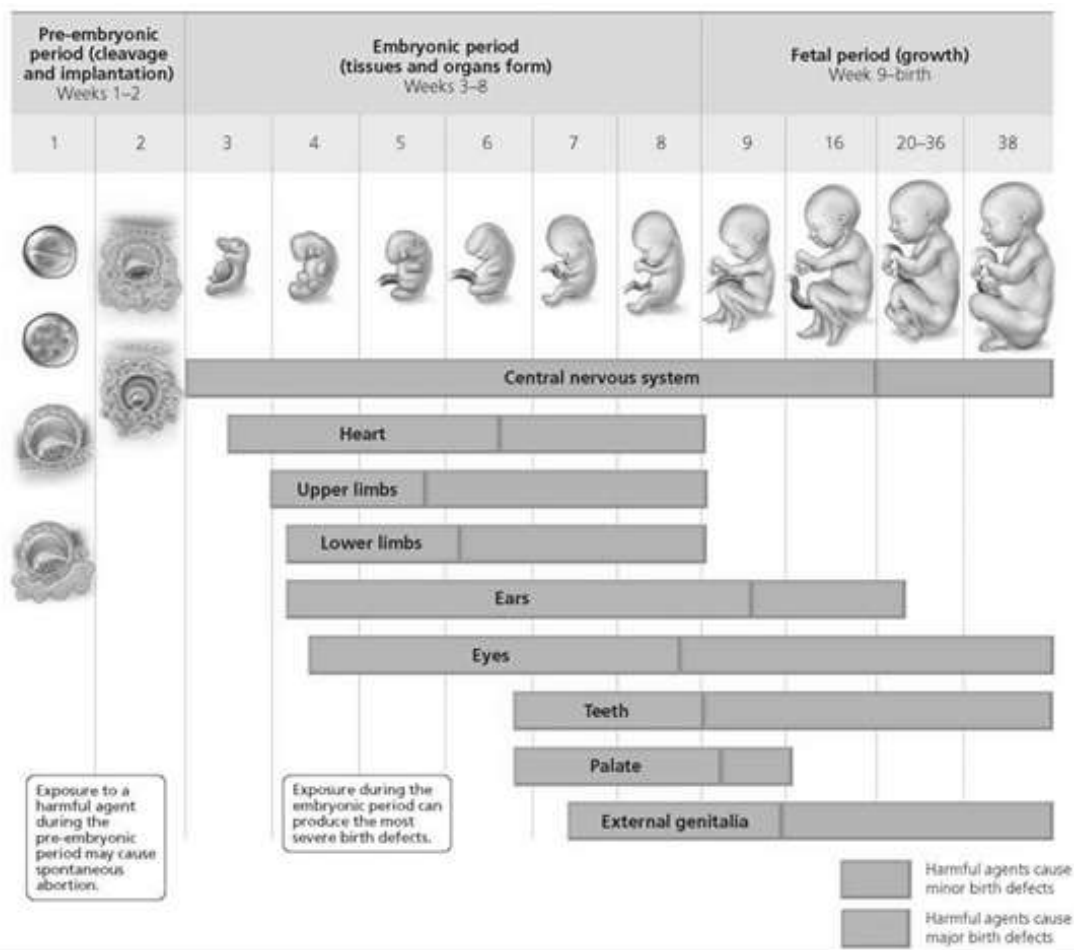 Pre-embryonic
period (cleavage
and implantation)
Weeks 1–2
Embryonic period
(tissues and organs form)
Weeks 3–8
Fetal period (growth)
Week 9–birth
1
2
3
4
5
6
7
8
9
16
20–36
38
Central nervous system
Heart
Upper limbs
Lower limbs
Ears
Eyes
Teeth
Palate
External genitalia
Exposure to a
harmful agent
during the
pre-embryonic
period may cause
spontaneous
abortion.
Exposure during the
embryonic period can
produce the most
severe birth defects.
Harmful agents cause
minor birth defects
Harmful agents cause
major birth defects